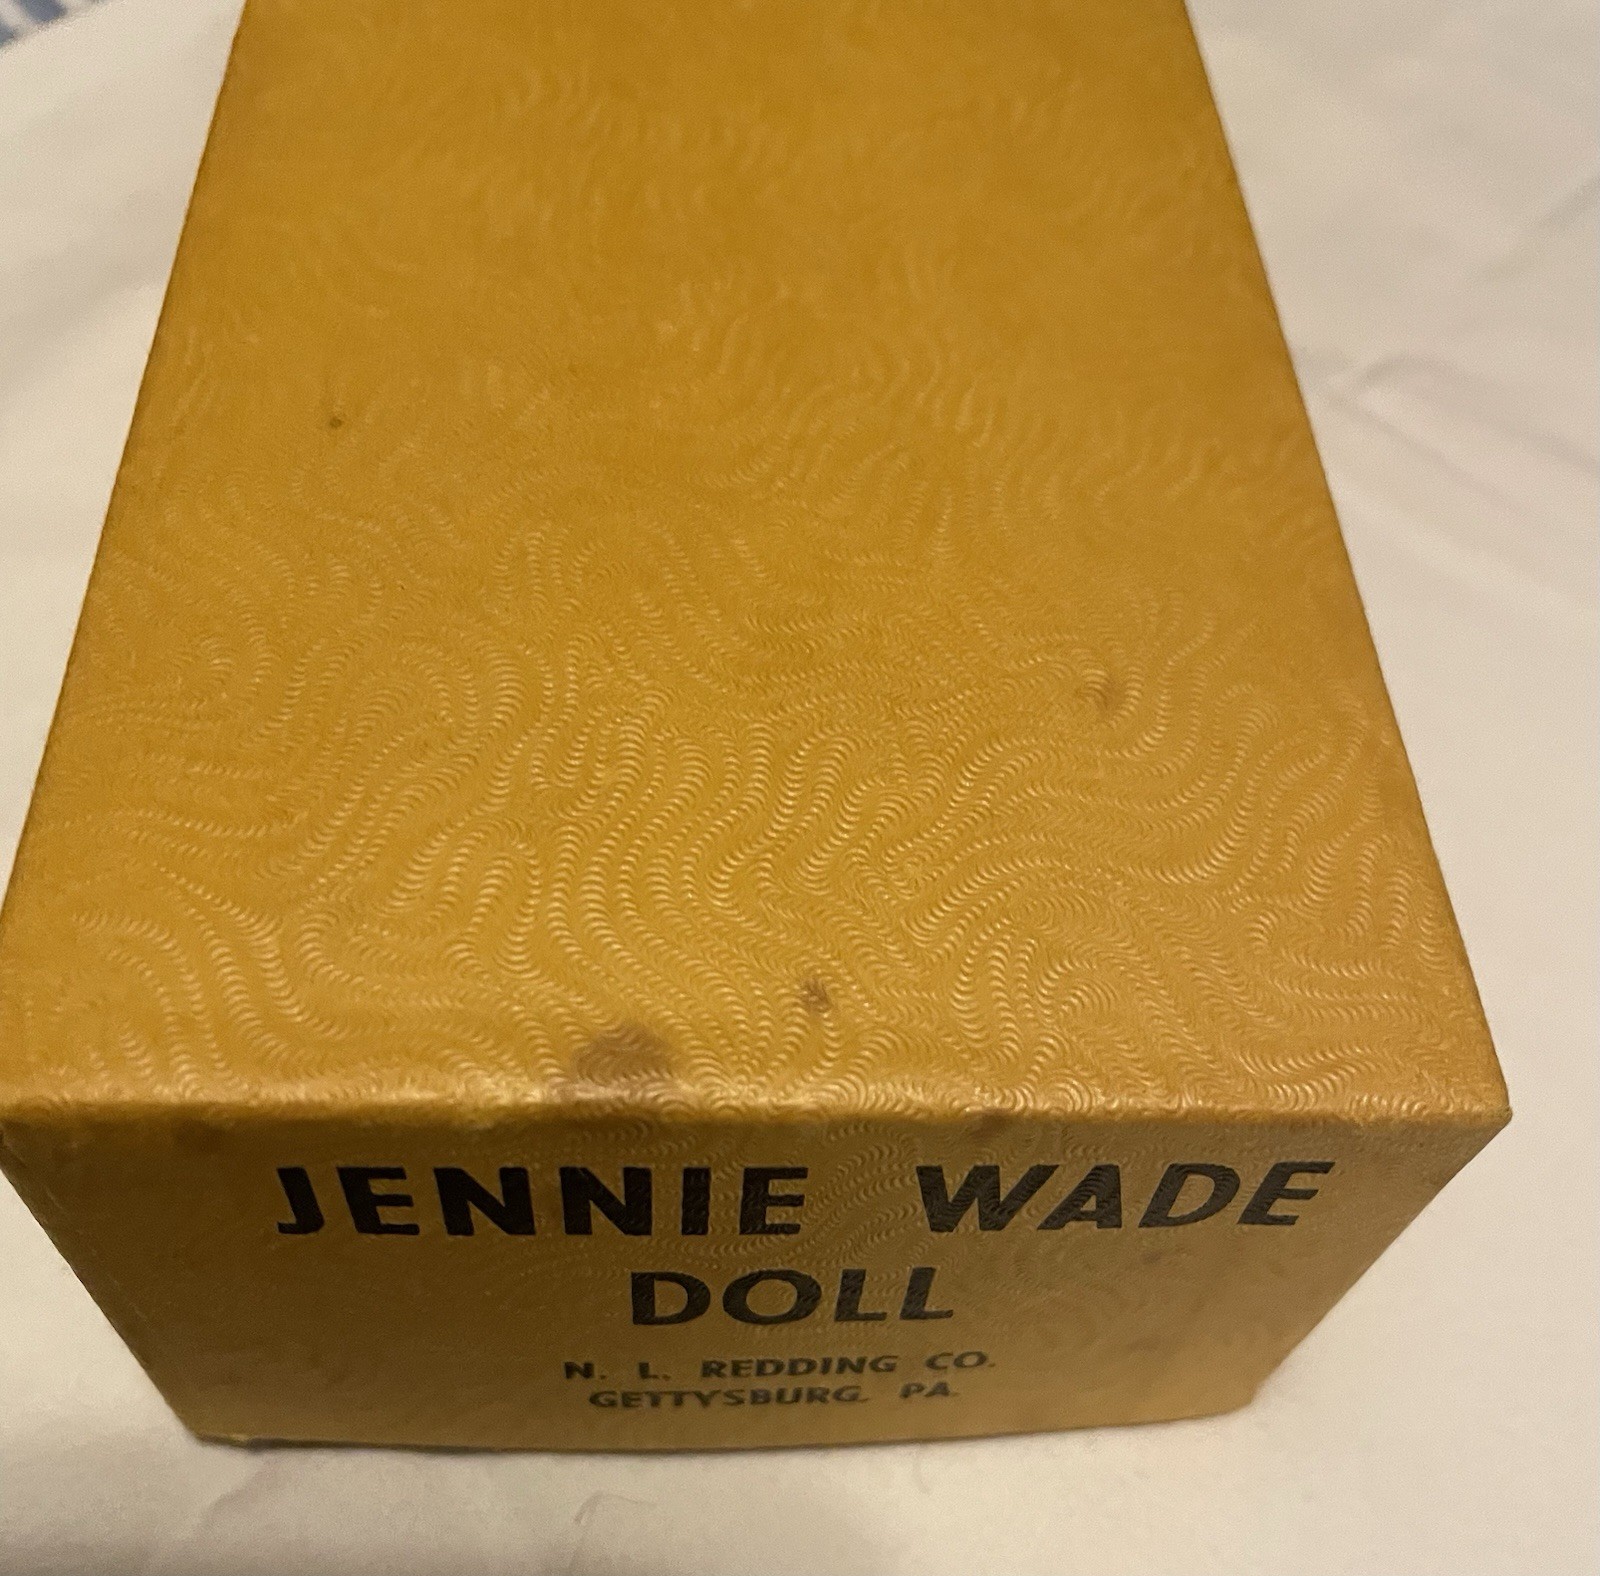 JENNIE WADE
DOLL
N. L. REDDING CO.
GETTYSBURG, PA.